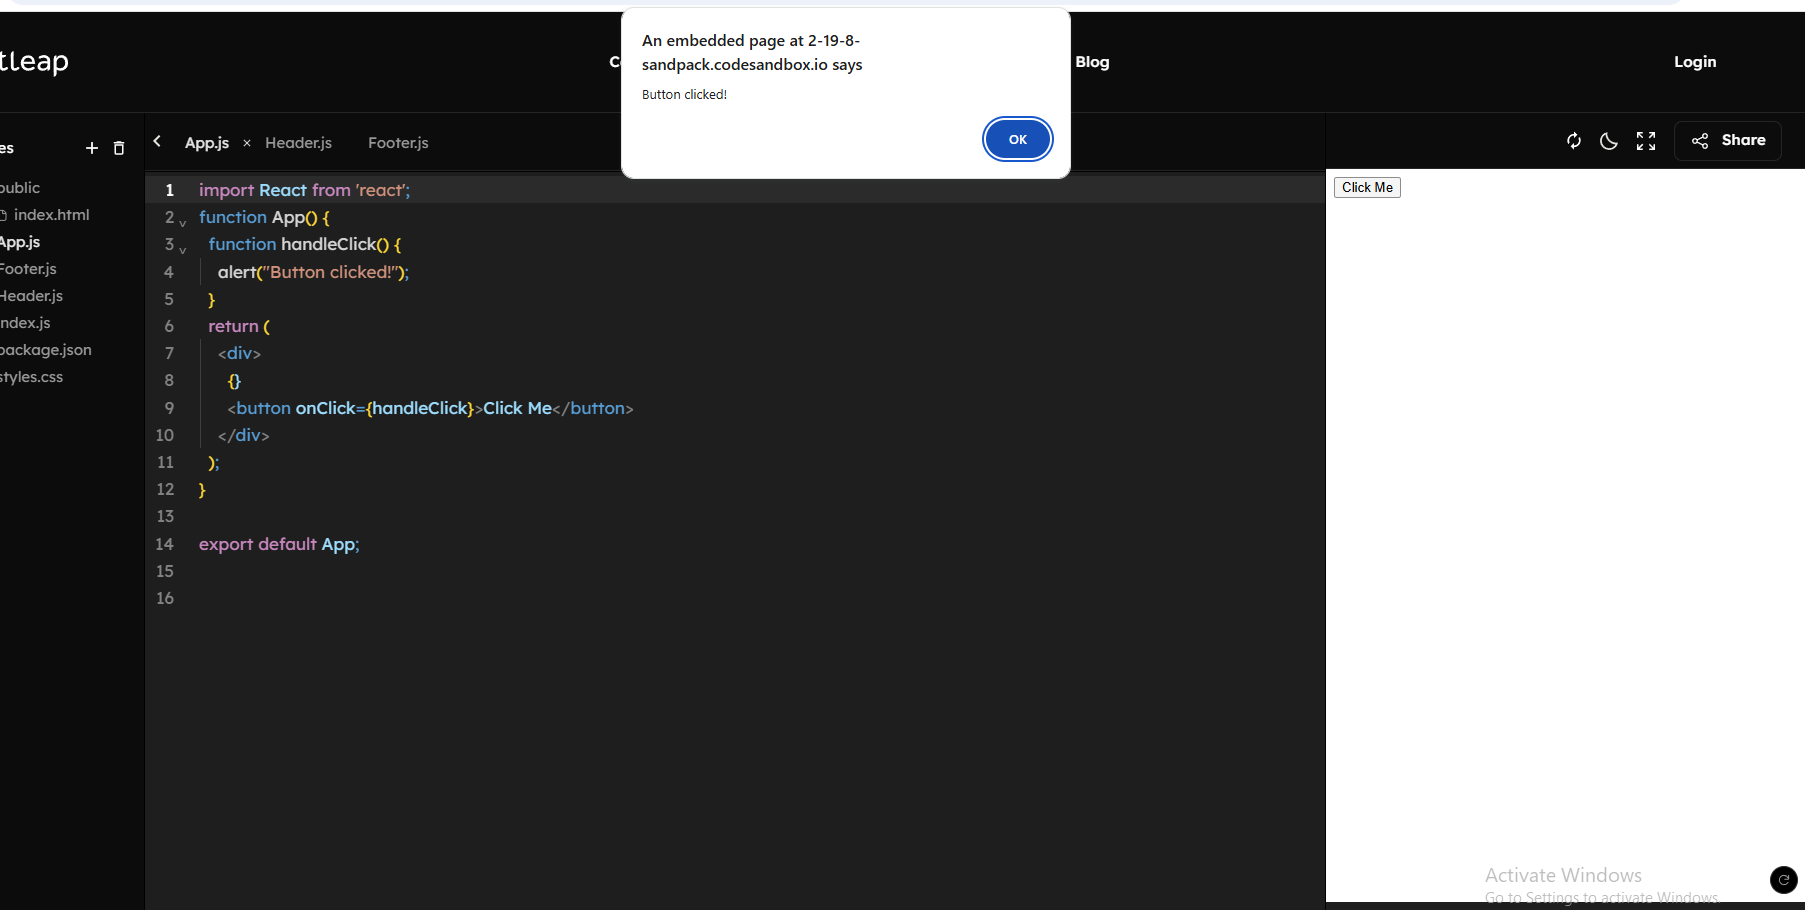 An embedded page at 2-19-8-
sandpack.codesandbox.io says
Button clicked!
OK
tleap
Blog
Login
es
+
App.js × Header.js Footer.js
Share
public
index.html
App.js
Footer.js
Header.js
ndex.js
package.json
styles.css
1 import React from 'react';
2 function App() {
3 function handleClick() {
4 alert("Button clicked!");
5 }
6 return (
7 <div>
8 {}
9 <button onClick={handleClick}>Click Me</button>
10 </div>
11 );
12 }
13
14 export default App;
15
16
Click Me
Activate Windows
Go to Settings to activate Windows.